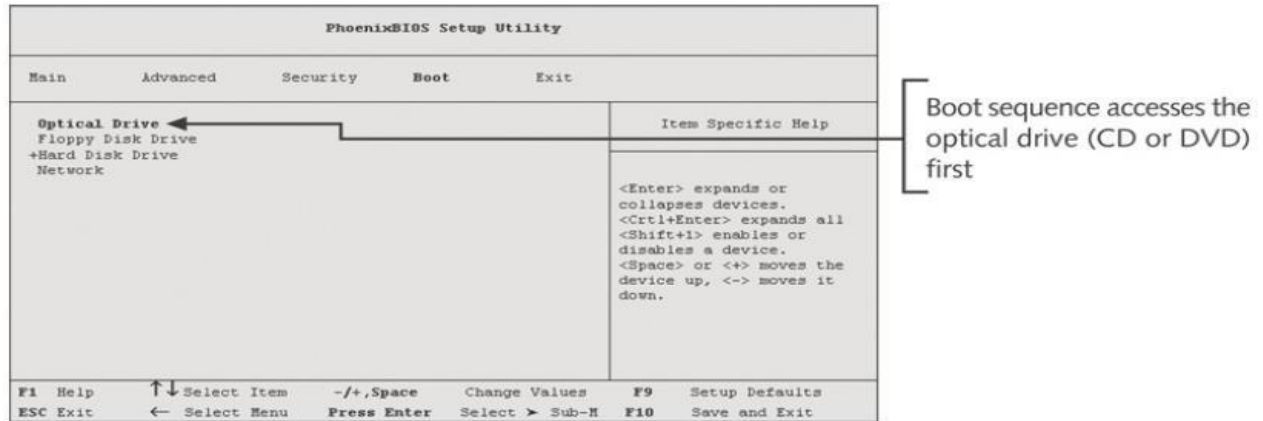 PhoenixBIOS Setup Utility
Main Advanced Security Boot Exit
Optical Drive
Floppy Disk Drive
+Hard Disk Drive
Network
Item Specific Help
<Enter> expands or
collapses devices.
<Crtl+Enter> expands all
<Shift+1> enables or
disables a device.
<Space> or <+> moves the
device up, <-> moves it
down.
F1 Help ↑↓ Select Item -/+,Space Change Values F9 Setup Defaults
ESC Exit ← Select Menu Press Enter Select ➤ Sub-M F10 Save and Exit
Boot sequence accesses the
optical drive (CD or DVD)
first